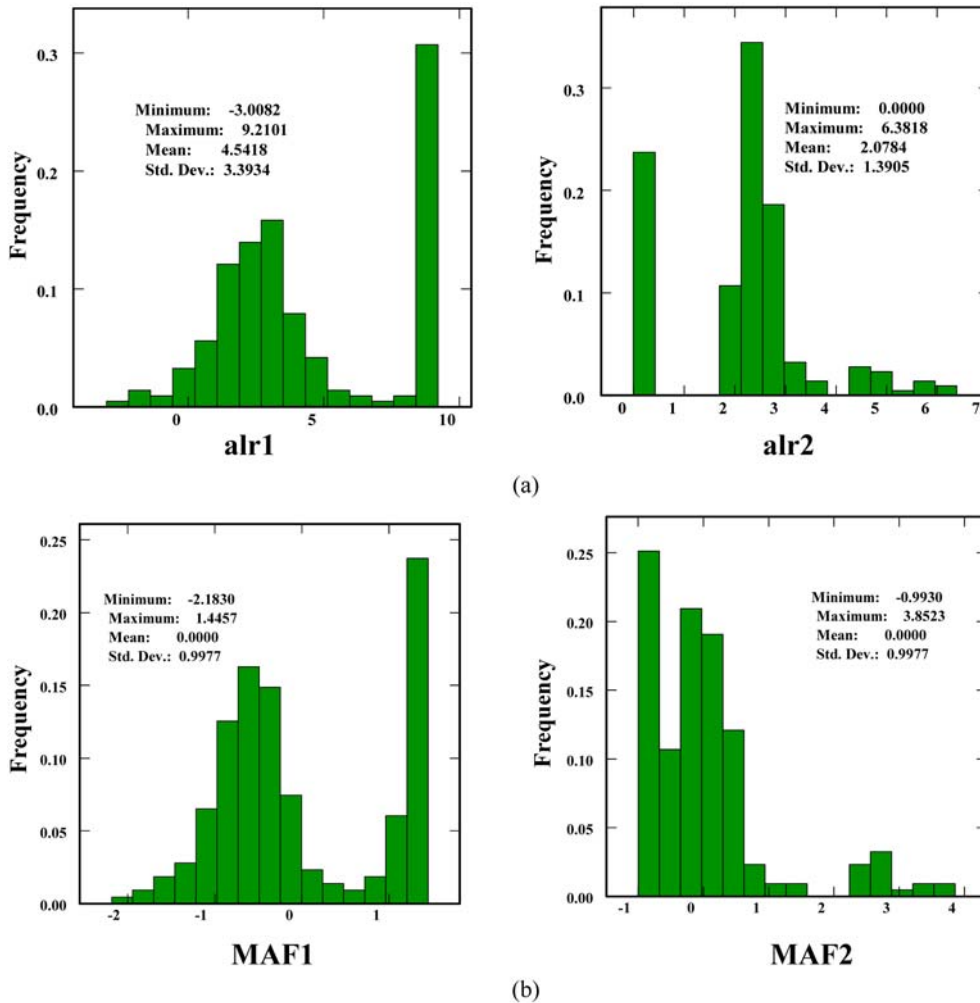 Frequency
0.3
0.2
0.1
0.0
Minimum: -3.0082
Maximum: 9.2101
Mean: 4.5418
Std. Dev.: 3.3934
0 5 10
alr1
Frequency
0.3
0.2
0.1
0.0
Minimum: 0.0000
Maximum: 6.3818
Mean: 2.0784
Std. Dev.: 1.3905
0 1 2 3 4 5 6 7
alr2
(a)
Frequency
0.25
0.20
0.15
0.10
0.05
0.00
Minimum: -2.1830
Maximum: 1.4457
Mean: 0.0000
Std. Dev.: 0.9977
-2 -1 0 1
MAF1
Frequency
0.25
0.20
0.15
0.10
0.05
0.00
Minimum: -0.9930
Maximum: 3.8523
Mean: 0.0000
Std. Dev.: 0.9977
-1 0 1 2 3 4
MAF2
(b)